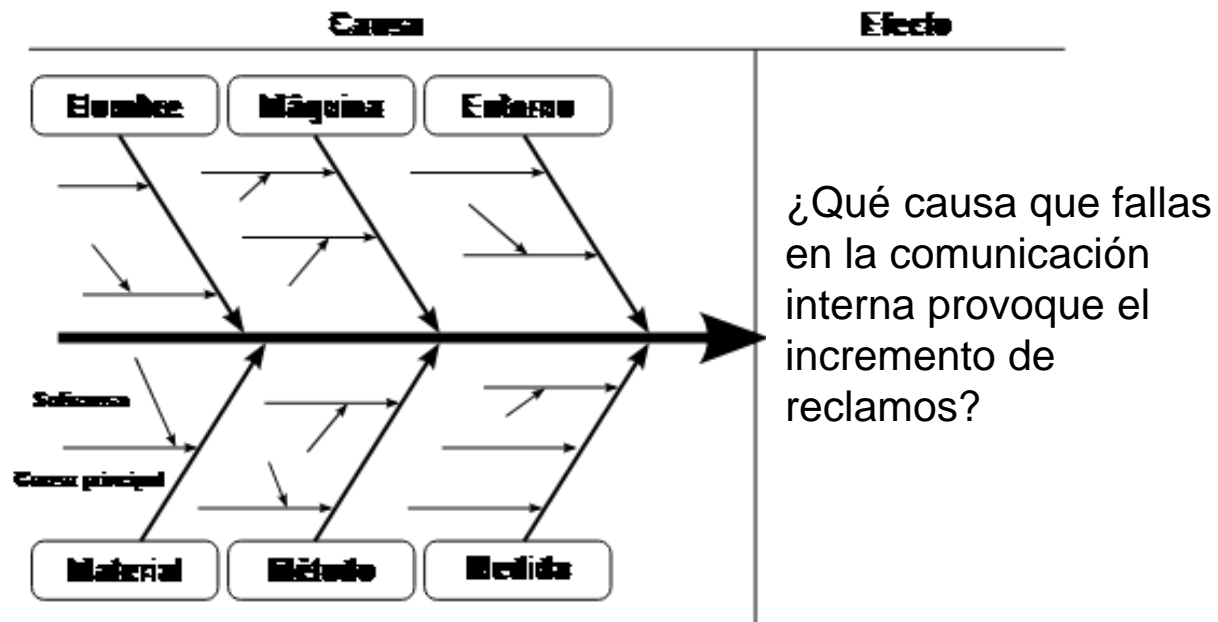 Causa
Efecto
Hombre
Máquina
Entorno
¿Qué causa que fallas
en la comunicación
interna provoque el
incremento de
reclamos?
Subcausa
Causa principal
Material
Método
Medida